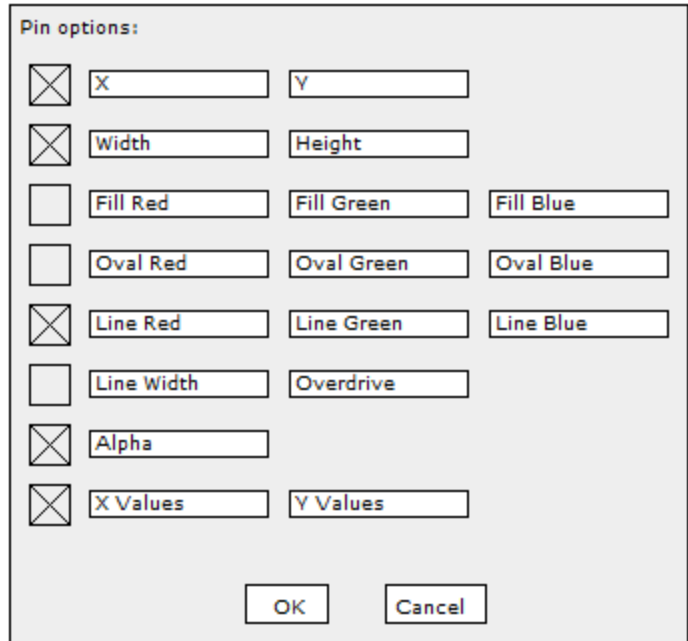 Pin options:
X Y
Width Height
Fill Red Fill Green Fill Blue
Oval Red Oval Green Oval Blue
Line Red Line Green Line Blue
Line Width Overdrive
Alpha
X Values Y Values
OK Cancel